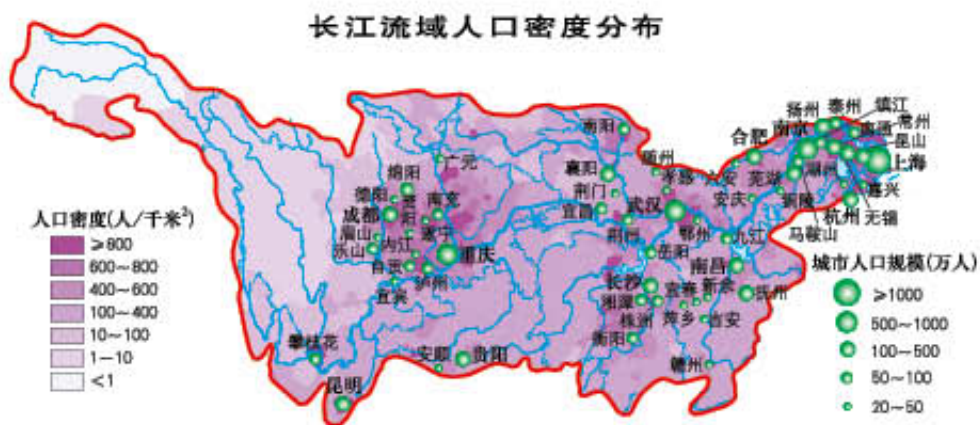 长江流域人口密度分布
人口密度(人/千米²)
≥800
600～800
400～600
100～400
10～100
1－10
<1
城市人口规模(万人)
≥1000
500～1000
100～500
50～100
20～50
广元
绵阳
德阳
成都
资阳
南充
遂宁
眉山
乐山
内江
自贡
重庆
泸州
宜宾
攀枝花
昆明
安顺
贵阳
南阳
襄阳
随州
荆门
孝感
宜昌
武汉
荆州
鄂州
岳阳
九江
南昌
长沙
宜春
新余
抚州
湘潭
株洲
萍乡
吉安
衡阳
赣州
六安
合肥
安庆
芜湖
铜陵
马鞍山
南京
扬州
泰州
镇江
南通
常州
昆山
上海
湖州
嘉兴
无锡
杭州